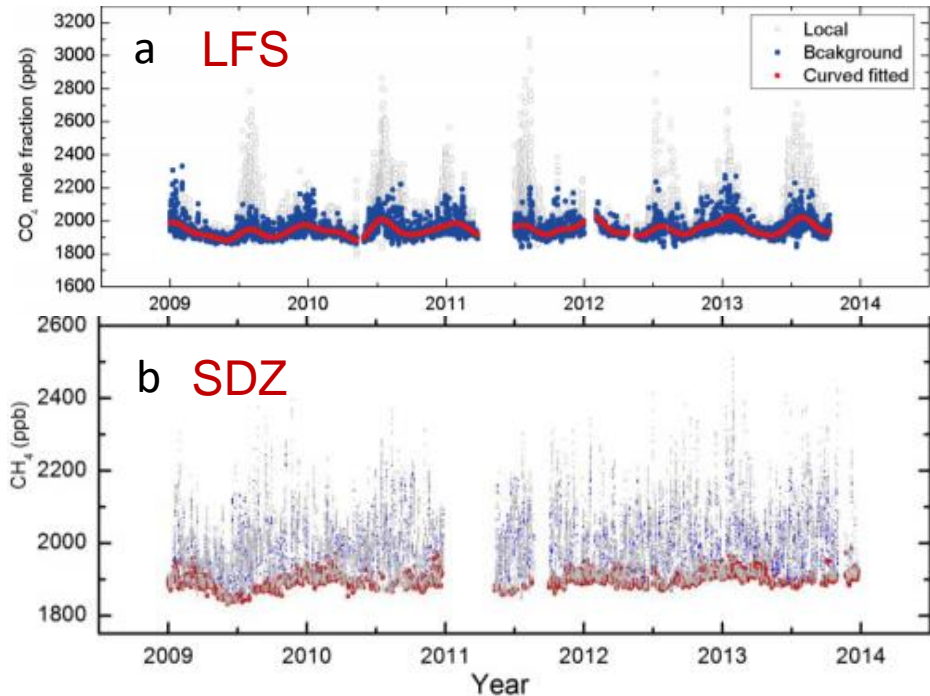 a LFS
Local
Bcakground
Curved fitted
CO4 mole fraction (ppb)
3200
3000
2800
2600
2400
2200
2000
1800
1600
2009 2010 2011 2012 2013 2014
b SDZ
CH4 (ppb)
2600
2400
2200
2000
1800
2009 2010 2011 2012 2013 2014
Year